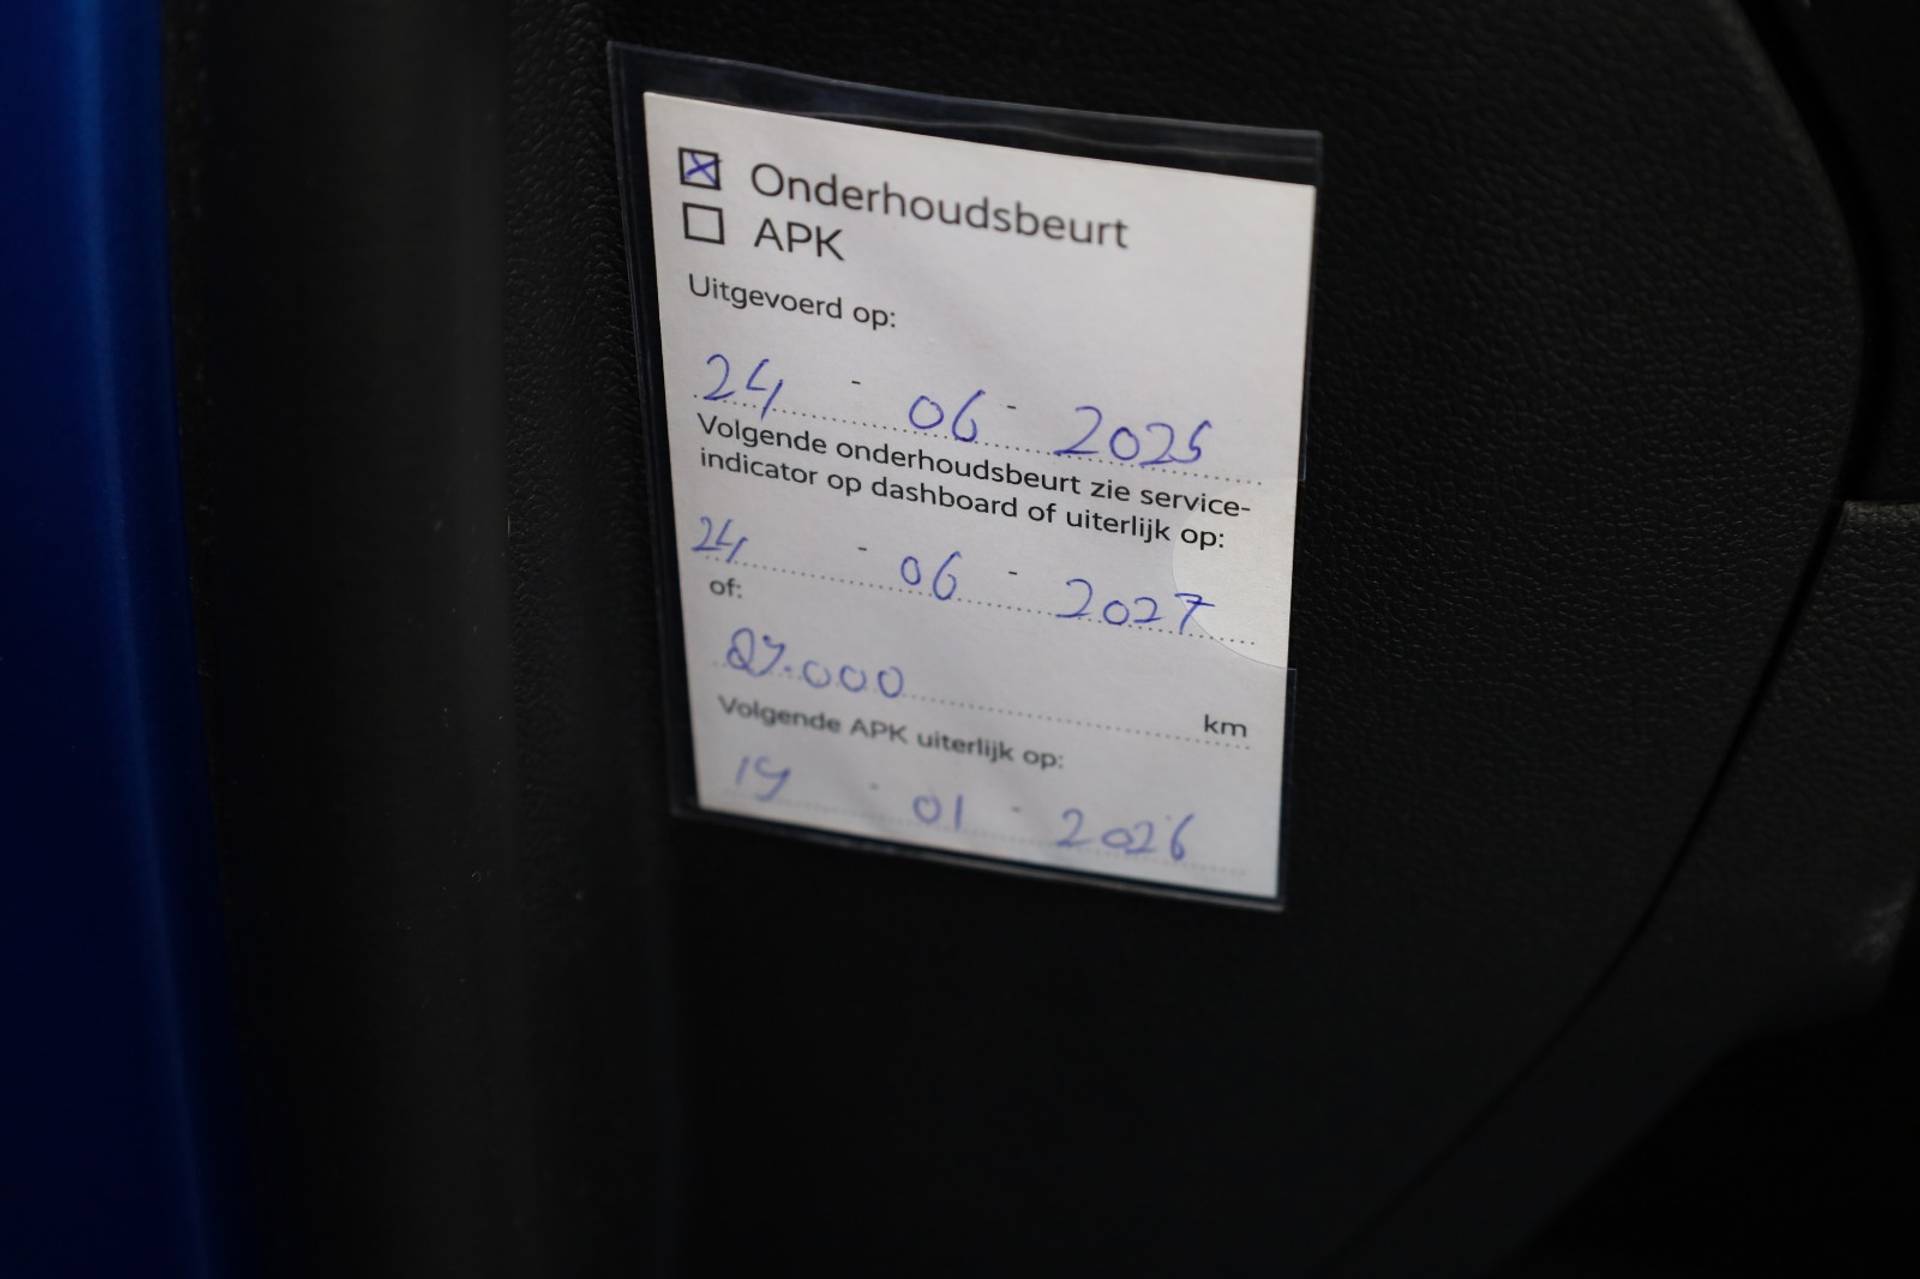 Onderhoudsbeurt
APK
Uitgevoerd op:
24 - 06 - 2025
Volgende onderhoudsbeurt zie service-
indicator op dashboard of uiterlijk op:
24 - 06 - 2027
of:
km
Volgende APK uiterlijk op:
19 - 01 - 2026